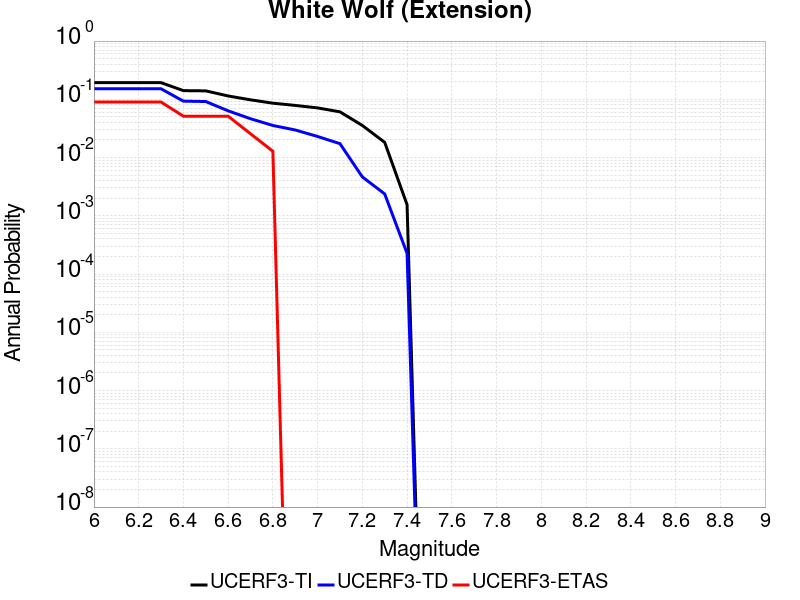 White Wolf (Extension)
10^0
10^-1
10^-2
10^-3
10^-4
10^-5
10^-6
10^-7
10^-8
Annual Probability
6 6.2 6.4 6.6 6.8 7 7.2 7.4 7.6 7.8 8 8.2 8.4 8.6 8.8 9
Magnitude
UCERF3-TI UCERF3-TD UCERF3-ETAS